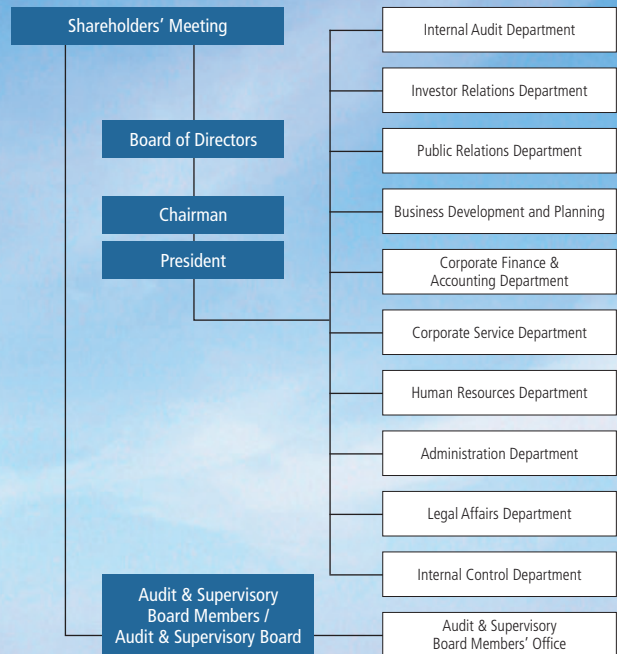 Shareholders’ Meeting
Board of Directors
Chairman
President
Audit & Supervisory
Board Members /
Audit & Supervisory Board
Internal Audit Department
Investor Relations Department
Public Relations Department
Business Development and Planning
Corporate Finance &
Accounting Department
Corporate Service Department
Human Resources Department
Administration Department
Legal Affairs Department
Internal Control Department
Audit & Supervisory
Board Members’ Office